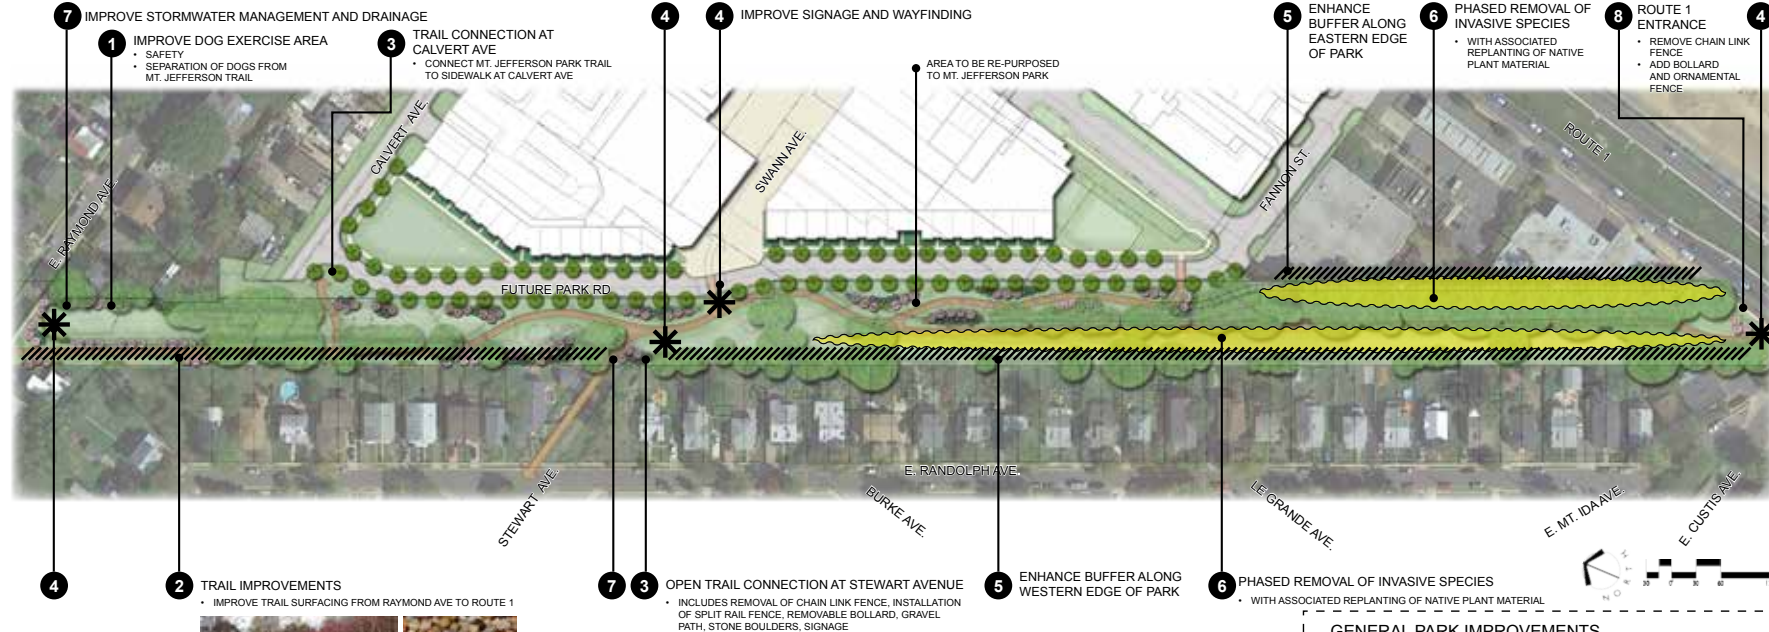 7 IMPROVE STORMWATER MANAGEMENT AND DRAINAGE
1 IMPROVE DOG EXERCISE AREA
• SAFETY
• SEPARATION OF DOGS FROM
MT. JEFFERSON TRAIL
3 TRAIL CONNECTION AT
CALVERT AVE
• CONNECT MT. JEFFERSON PARK TRAIL
TO SIDEWALK AT CALVERT AVE
4
4 IMPROVE SIGNAGE AND WAYFINDING
AREA TO BE RE-PURPOSED
TO MT. JEFFERSON PARK
5 ENHANCE
BUFFER ALONG
EASTERN EDGE
OF PARK
6 PHASED REMOVAL OF
INVASIVE SPECIES
• WITH ASSOCIATED
REPLANTING OF NATIVE
PLANT MATERIAL
8 ROUTE 1
ENTRANCE
• REMOVE CHAIN LINK
FENCE
• ADD BOLLARD
AND ORNAMENTAL
FENCE
4
E. RAYMOND AVE.
CALVERT AVE.
SWANN AVE.
FANNON ST.
ROUTE 1
FUTURE PARK RD
E. RANDOLPH AVE.
STEWART AVE.
BURKE AVE.
LE GRANDE AVE.
E. MT. IDA AVE.
E. CUSTIS AVE.
4
2 TRAIL IMPROVEMENTS
• IMPROVE TRAIL SURFACING FROM RAYMOND AVE TO ROUTE 1
7
3 OPEN TRAIL CONNECTION AT STEWART AVENUE
• INCLUDES REMOVAL OF CHAIN LINK FENCE, INSTALLATION
OF SPLIT RAIL FENCE, REMOVABLE BOLLARD, GRAVEL
PATH, STONE BOULDERS, SIGNAGE
5 ENHANCE BUFFER ALONG
WESTERN EDGE OF PARK
6 PHASED REMOVAL OF INVASIVE SPECIES
• WITH ASSOCIATED REPLANTING OF NATIVE PLANT MATERIAL
NORTH
30 0 30 60
GENERAL PARK IMPROVEMENTS